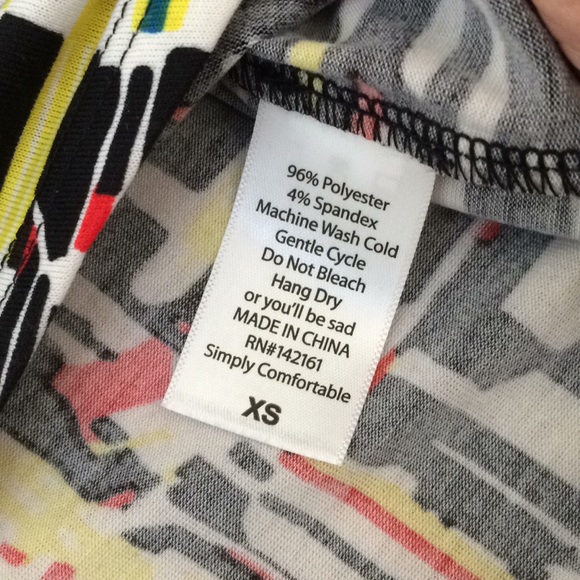 96% Polyester
4% Spandex
Machine Wash Cold
Gentle Cycle
Do Not Bleach
Hang Dry
or you'll be sad
MADE IN CHINA
RN#142161
Simply Comfortable
XS